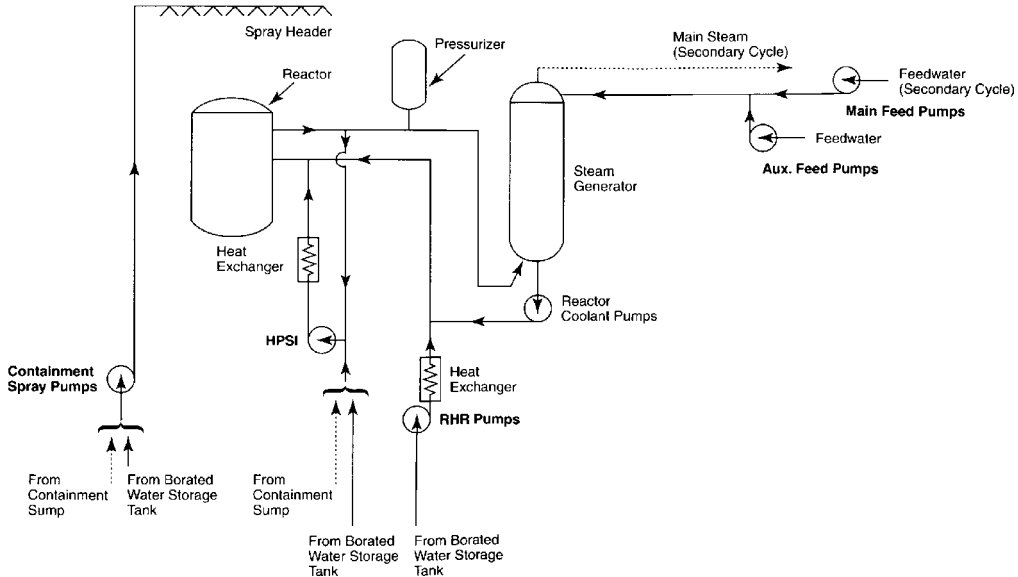 Spray Header
Pressurizer
Main Steam
(Secondary Cycle)
Reactor
Feedwater
(Secondary Cycle)
Main Feed Pumps
Feedwater
Aux. Feed Pumps
Steam
Generator
Heat
Exchanger
Reactor
Coolant Pumps
HPSI
Containment
Spray Pumps
Heat
Exchanger
RHR Pumps
From
Containment
Sump
From Borated
Water Storage
Tank
From
Containment
Sump
From Borated
Water Storage
Tank
From Borated
Water Storage
Tank